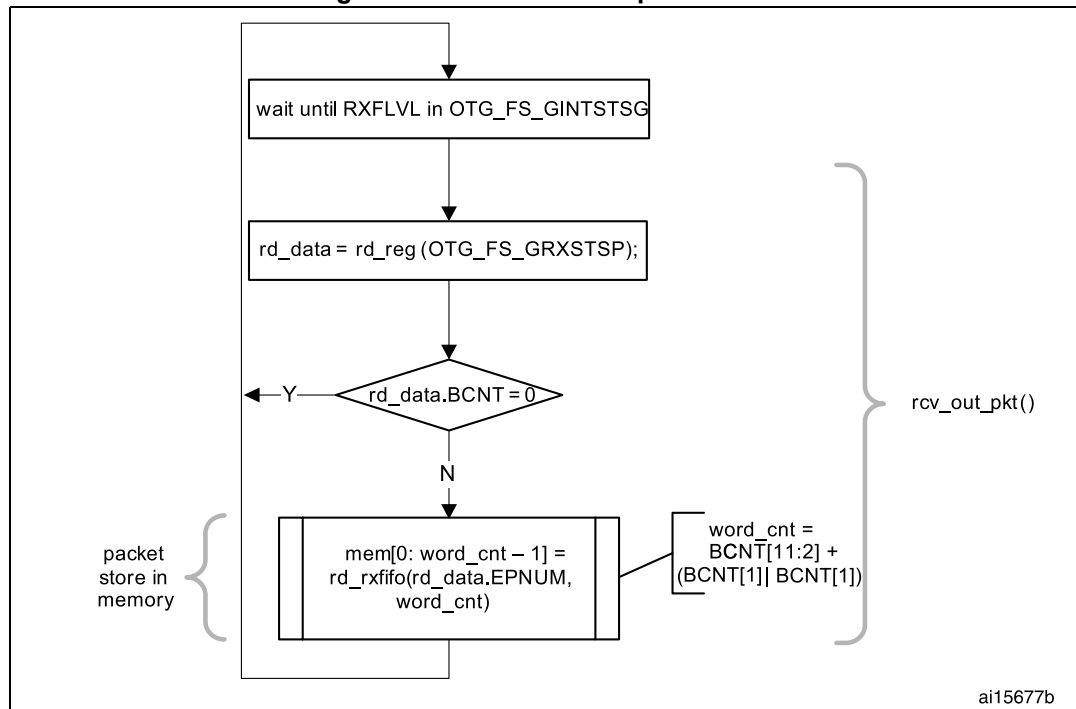 wait until RXFLVL in OTG_FS_GINTSTSG
rd_data = rd_reg (OTG_FS_GRXSTSP);
rd_data.BCNT = 0
Y
N
rcv_out_pkt()
packet
store in
memory
mem[0: word_cnt – 1] =
rd_rxfifo(rd_data.EPNUM,
word_cnt)
word_cnt =
BCNT[11:2] +
(BCNT[1]| BCNT[1])
ai15677b